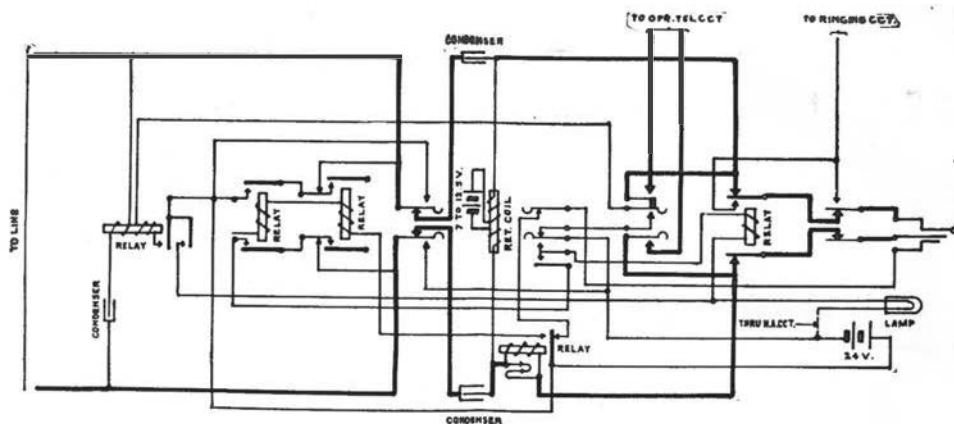 TO OPR. TEL. CCT
TO RINGING CCT.
CONDENSER
TO LINE
RELAY
RELAY
RELAY
7 TO 12.5 V.
RET. COIL
RELAY
CONDENSER
RELAY
THRU N.A. CCT.
LAMP
24 V.
CONDENSER